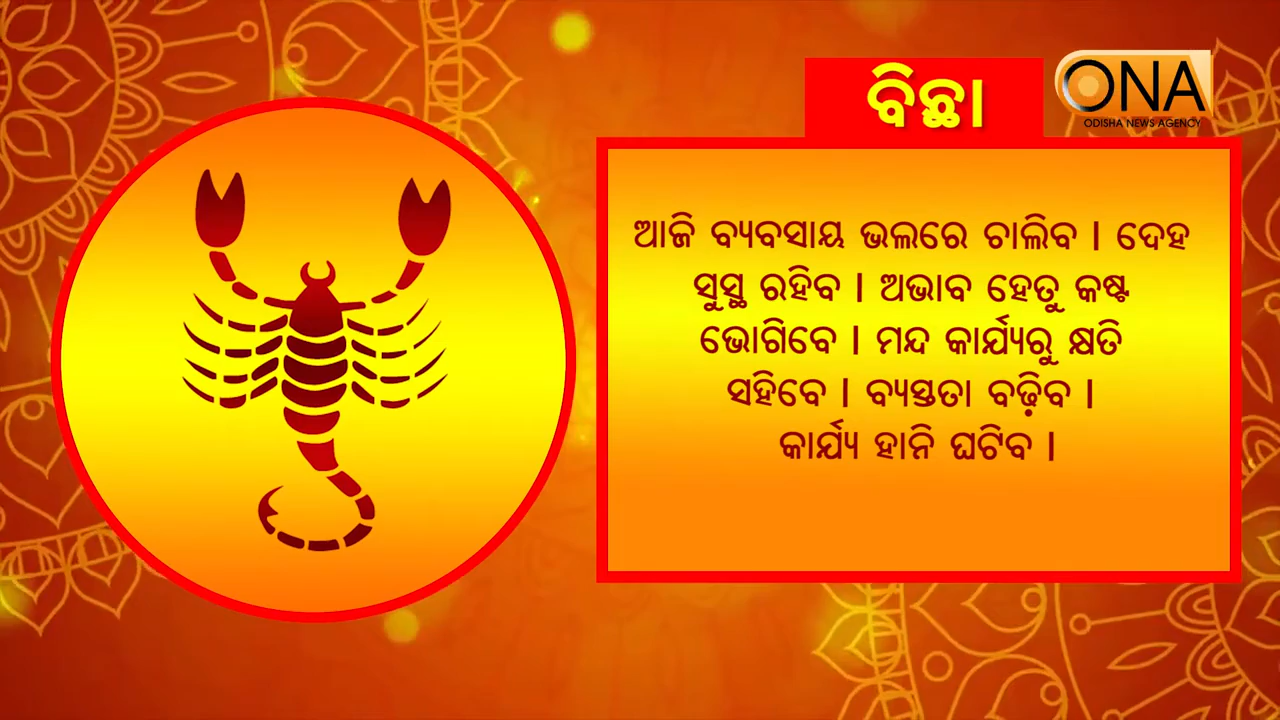 ବିଛା
ONA
ODISHA NEWS AGENCY
ଆଜି ବ୍ୟବସାୟ ଭଲରେ ଚାଲିବ । ଦେହ
ସୁସ୍ଥ ରହିବ । ଅଭାବ ହେତୁ କଷ୍ଟ
ଭୋଗିବେ । ମନ୍ଦ କାର୍ଯ୍ୟରୁ କ୍ଷତି
ସହିବେ । ବ୍ୟସ୍ତତା ବଢ଼ିବ ।
କାର୍ଯ୍ୟ ହାନି ଘଟିବ ।